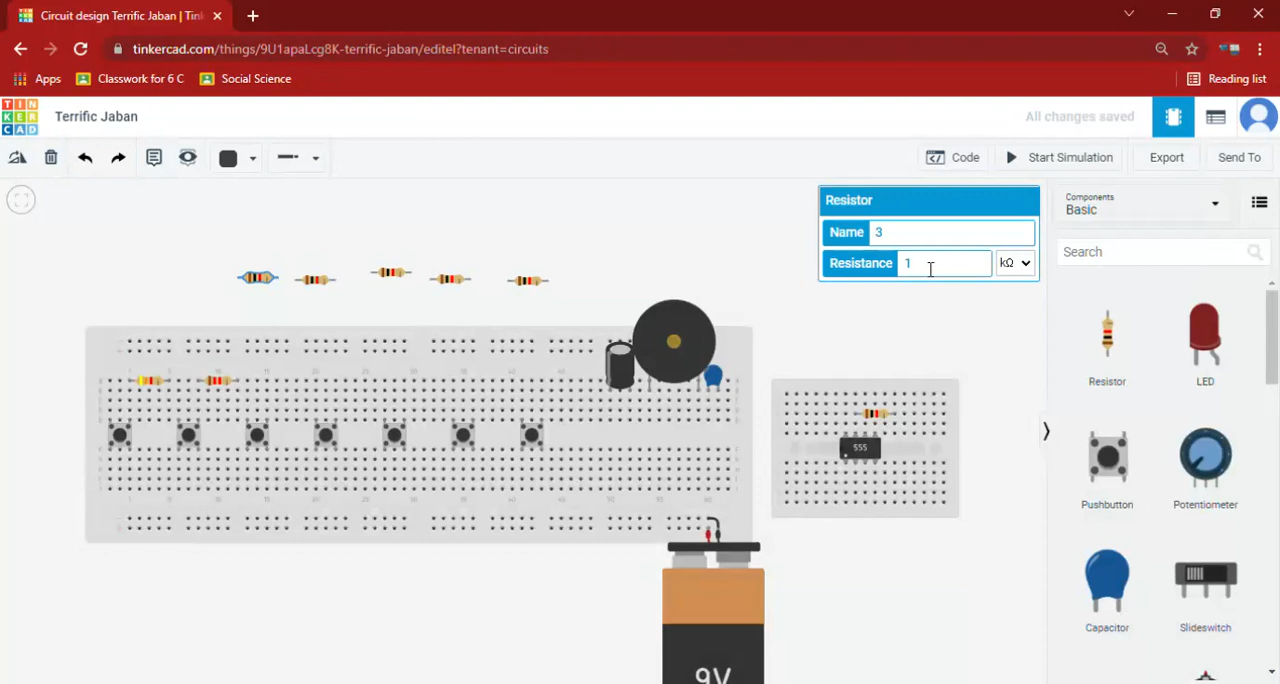 Circuit design Terrific Jaban | Tink
tinkercad.com/things/9U1apaLcg8K-terrific-jaban/editel?tenant=circuits
Apps
Classwork for 6 C
Social Science
Reading list
TIN
KER
CAD
Terrific Jaban
All changes saved
Code
Start Simulation
Export
Send To
Resistor
Name 3
Resistance 1 kΩ
Components
Basic
Search
Resistor
LED
Pushbutton
Potentiometer
Capacitor
Slideswitch
555
9V